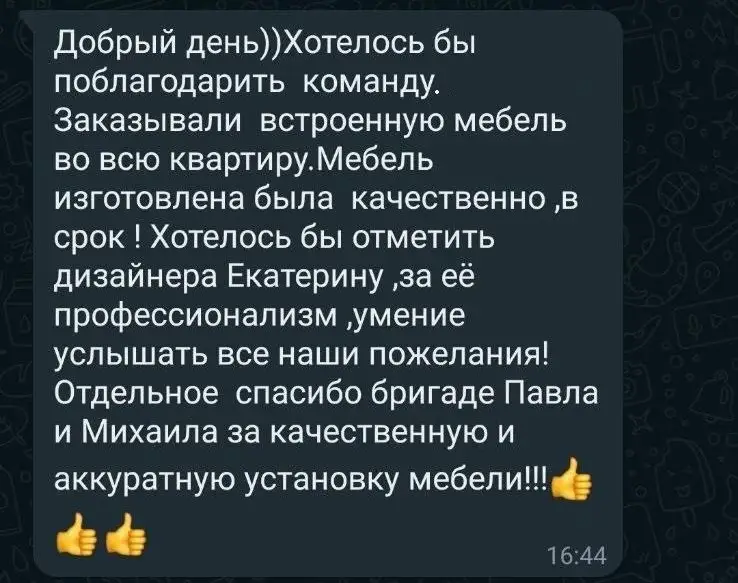 Добрый день))Хотелось бы
поблагодарить  команду.
Заказывали  встроенную мебель
во всю квартиру.Мебель
изготовлена была  качественно ,в
срок ! Хотелось бы отметить
дизайнера Екатерину ,за её
профессионализм ,умение
услышать все наши пожелания!
Отдельное  спасибо бригаде Павла
и Михаила за качественную и
аккуратную установку мебели!!!👍
👍👍
16:44